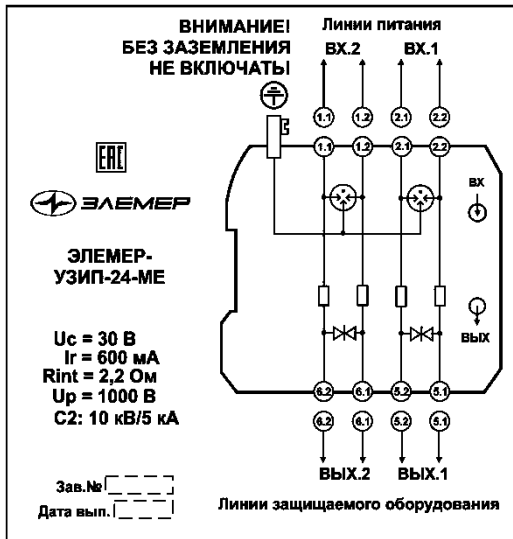 ВНИМАНИЕ!
БЕЗ ЗАЗЕМЛЕНИЯ
НЕ ВКЛЮЧАТЬ!
Линии питания
ВХ.2 ВХ.1
1.1 1.2 2.1 2.2
1.1 1.2 2.1 2.2
ЕАС
ЭЛЕМЕР
ВХ
ЭЛЕМЕР-
УЗИП-24-МЕ
ВЫХ
Uc = 30 В
Ir = 600 мА
Rint = 2,2 Ом
Up = 1000 В
C2: 10 кВ/5 кА
6.2 6.1 5.2 5.1
6.2 6.1 5.2 5.1
ВЫХ.2 ВЫХ.1
Зав.№
Дата вып.
Линии защищаемого оборудования